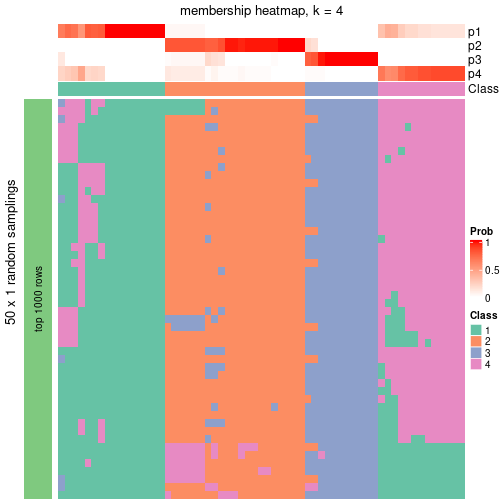 membership heatmap, k = 4
p1
p2
p3
p4
Class
50 x 1 random samplings
top 1000 rows
Prob
1
0.5
0
Class
1
2
3
4